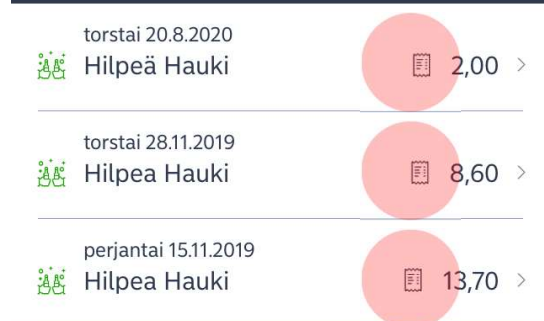 torstai 20.8.2020
Hilpeä Hauki 2,00
torstai 28.11.2019
Hilpea Hauki 8,60
perjantai 15.11.2019
Hilpea Hauki 13,70